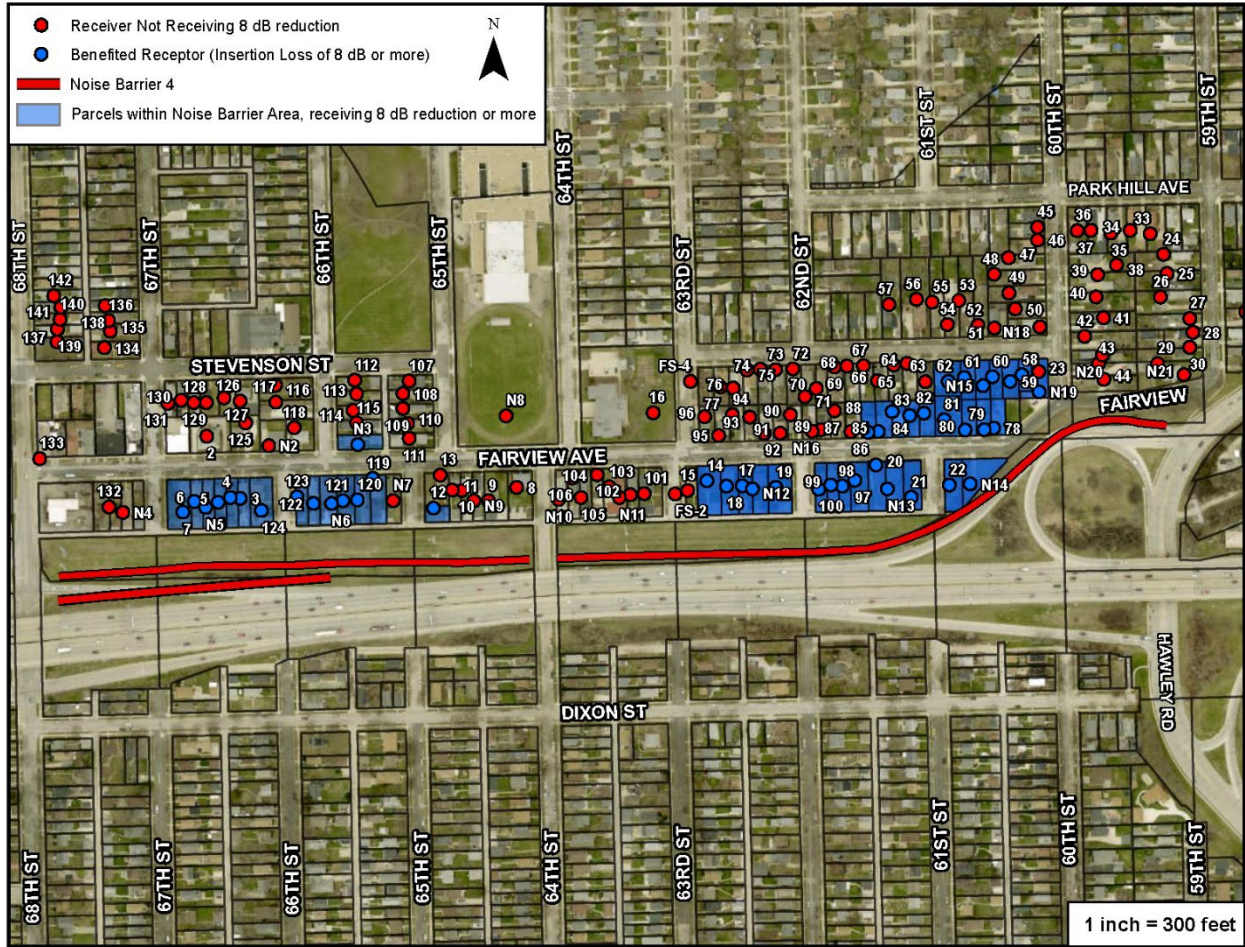 Receiver Not Receiving 8 dB reduction
Benefited Receptor (Insertion Loss of 8 dB or more)
Noise Barrier 4
Parcels within Noise Barrier Area, receiving 8 dB reduction or more
N
64TH ST
61ST ST
60TH ST
59TH ST
PARK HILL AVE
68TH ST
67TH ST
66TH ST
65TH ST
63RD ST
62ND ST
45
36 34 33
46
37 35 24
47
48
39 38 25
49
142
57 56 55 53
40 26
141 140 136
54 52 50
41 27
138 135
51 N18
42 28
137
139 134
STEVENSON ST
112 107
FS-4 74 73 72 68 67 64 63 62 61 60 58
43 29
75 66 65 N15 59 23 N19
N20 44 N21 30
130 128 126 117 116 113 108
76 70 69
131 129 127 118 114 115 110
77 94 71 88 83 82 81 79
FAIRVIEW
N8 16
96 93 90
133 2 125 N2 N3 109 111
95 91 92 89 N16 87 85 86 84 80 78
FAIRVIEW AVE
119
13 104 103 15 14 17 19 98 20 22
132 6 5 4 3 123 121 120 N7
12 11 9 8 106 102 101
N4 7 N5 124 122 N6
10 N9 N10 105 N11 FS-2 18 N12 99 100 97 21 N13 N14
DIXON ST
HAWLEY RD
68TH ST
67TH ST
66TH ST
65TH ST
64TH ST
63RD ST
61ST ST
60TH ST
59TH ST
1 inch = 300 feet